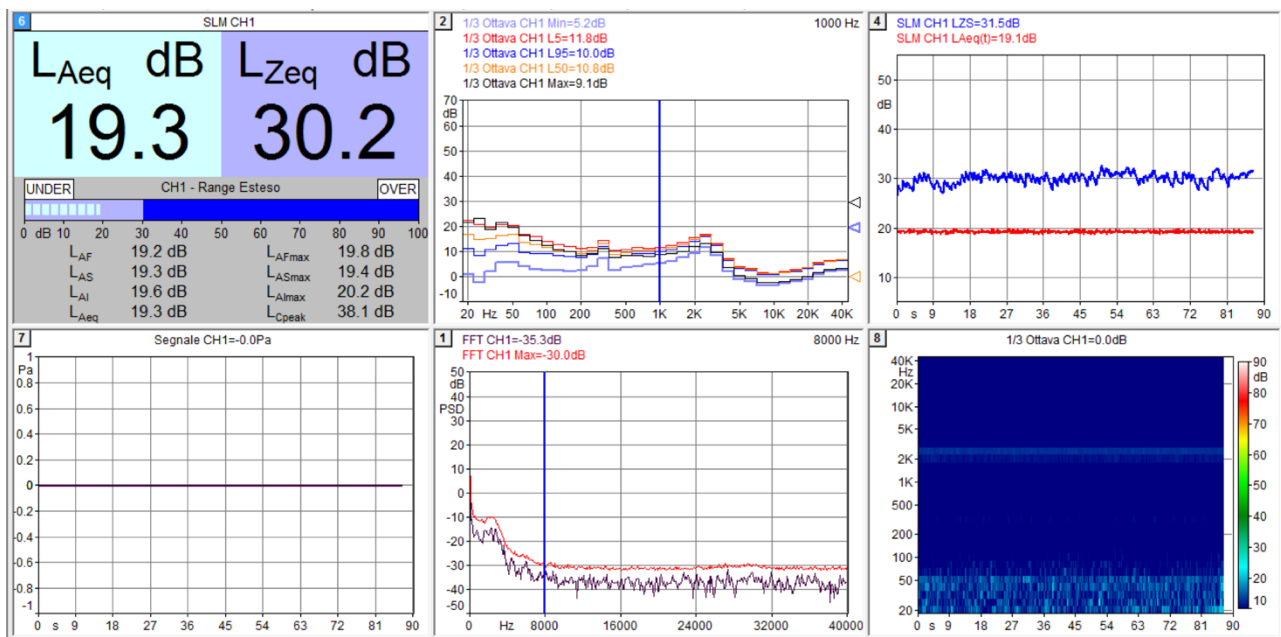 6 SLM CH1
LAeq dB LZeq dB
19.3 30.2
UNDER CH1 - Range Esteso OVER
0 dB 10 20 30 40 50 60 70 80 90 100
LAF 19.2 dB LAFmax 19.8 dB
LAS 19.3 dB LASmax 19.4 dB
LAI 19.6 dB LAImax 20.2 dB
LAeq 19.3 dB LCpeak 38.1 dB
2 1/3 Ottava CH1 Min=5.2dB 1000 Hz
1/3 Ottava CH1 L5=11.8dB
1/3 Ottava CH1 L95=10.0dB
1/3 Ottava CH1 L50=10.8dB
1/3 Ottava CH1 Max=9.1dB
70
dB
60
50
40
30
20
10
0
-10
20 Hz 50 100 200 500 1K 2K 5K 10K 20K 40K
4 SLM CH1 LZS=31.5dB
SLM CH1 LAeq(t)=19.1dB
50
dB
40
30
20
10
0 s 9 18 27 36 45 54 63 72 81 90
7 Segnale CH1=-0.0Pa
1
Pa
0.8
0.6
0.4
0.2
0
-0.2
-0.4
-0.6
-0.8
-1
0 s 9 18 27 36 45 54 63 72 81 90
1 FFT CH1=-35.3dB 8000 Hz
FFT CH1 Max=-30.0dB
50
dB
40
PSD
30
20
10
0
-10
-20
-30
-40
-50
0 Hz 8000 16000 24000 32000 40000
8 1/3 Ottava CH1=0.0dB
40K
Hz
20K
10K
5K
2K
1K
500
200
100
50
20
0 s 9 18 27 36 45 54 63 72 81 90
90
dB
80
70
60
50
40
30
20
10